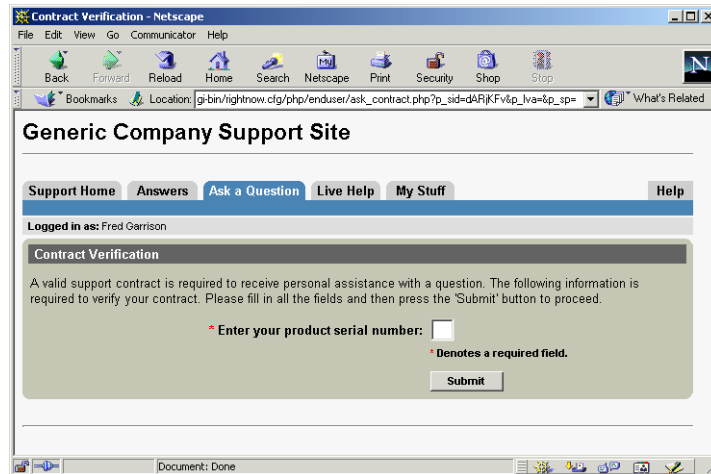 Contract Verification - Netscape
File Edit View Go Communicator Help
Back Forward Reload Home Search Netscape Print Security Shop Stop
Bookmarks Location: gi-bin/rightnow.cfg/php/enduser/ask_contract.php?p_sid=dARjKFv&p_lva=&p_sp= What's Related
Generic Company Support Site
Support Home Answers Ask a Question Live Help My Stuff Help
Logged in as: Fred Garrison
Contract Verification
A valid support contract is required to receive personal assistance with a question. The following information is
required to verify your contract. Please fill in all the fields and then press the 'Submit' button to proceed.
* Enter your product serial number:
* Denotes a required field.
Submit
Document: Done